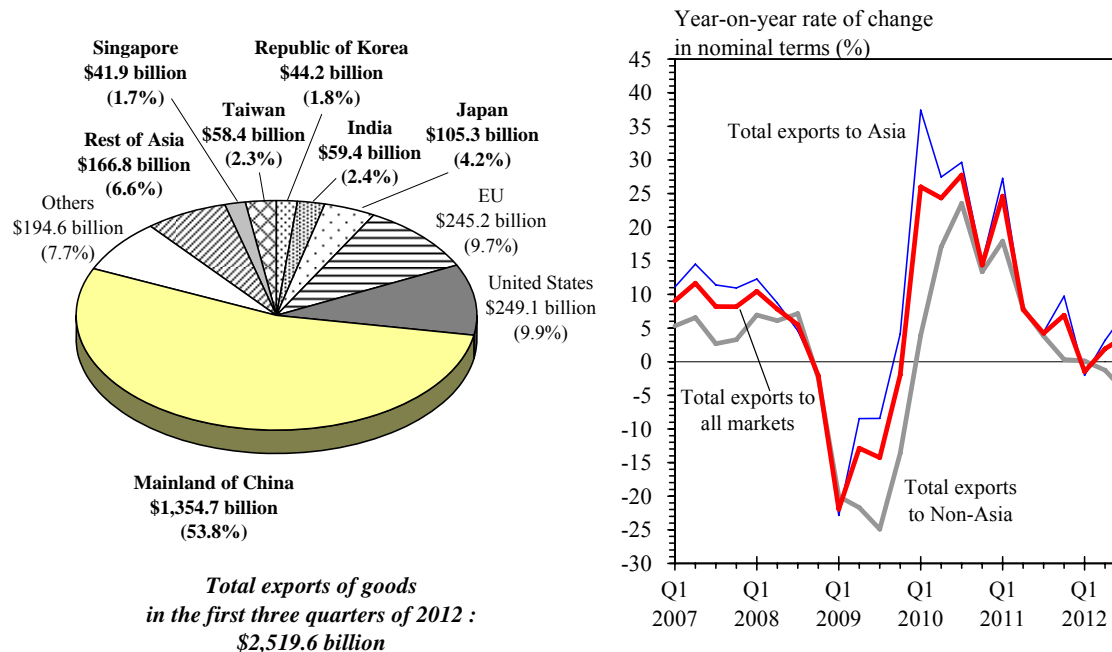 Singapore
$41.9 billion
(1.7%)
Republic of Korea
$44.2 billion
(1.8%)
Taiwan
$58.4 billion
(2.3%)
India
$59.4 billion
(2.4%)
Japan
$105.3 billion
(4.2%)
Rest of Asia
$166.8 billion
(6.6%)
Others
$194.6 billion
(7.7%)
EU
$245.2 billion
(9.7%)
United States
$249.1 billion
(9.9%)
Mainland of China
$1,354.7 billion
(53.8%)
Total exports of goods
in the first three quarters of 2012 :
$2,519.6 billion
Year-on-year rate of change
in nominal terms (%)
45
40
35
30
25
20
15
10
5
0
-5
-10
-15
-20
-25
-30
Total exports to Asia
Total exports to
all markets
Total exports
to Non-Asia
Q1 Q1 Q1 Q1 Q1 Q1
2007 2008 2009 2010 2011 2012